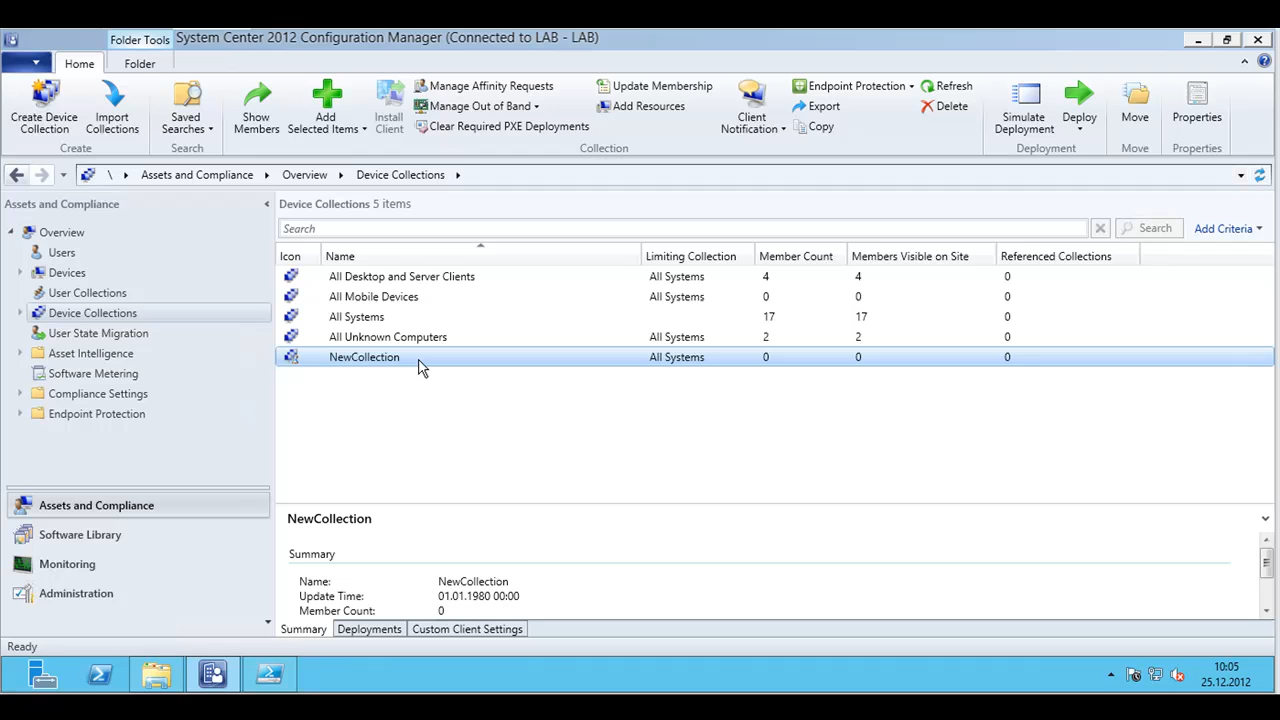 Folder Tools System Center 2012 Configuration Manager (Connected to LAB - LAB)
Home Folder
Create Device Collection
Import Collections
Create
Saved Searches
Search
Show Members
Add Selected Items
Install Client
Manage Affinity Requests
Manage Out of Band
Clear Required PXE Deployments
Update Membership
Add Resources
Client Notification
Endpoint Protection
Export
Copy
Refresh
Delete
Collection
Simulate Deployment
Deploy
Deployment
Move
Move
Properties
Properties
\ Assets and Compliance Overview Device Collections
Assets and Compliance
Overview
Users
Devices
User Collections
Device Collections
User State Migration
Asset Intelligence
Software Metering
Compliance Settings
Endpoint Protection
Assets and Compliance
Software Library
Monitoring
Administration
Device Collections 5 items
Search Search Add Criteria
Icon Name Limiting Collection Member Count Members Visible on Site Referenced Collections
All Desktop and Server Clients All Systems 4 4 0
All Mobile Devices All Systems 0 0 0
All Systems 17 17 0
All Unknown Computers All Systems 2 2 0
NewCollection All Systems 0 0 0
NewCollection
Summary
Name: NewCollection
Update Time: 01.01.1980 00:00
Member Count: 0
Summary Deployments Custom Client Settings
Ready
10:05
25.12.2012